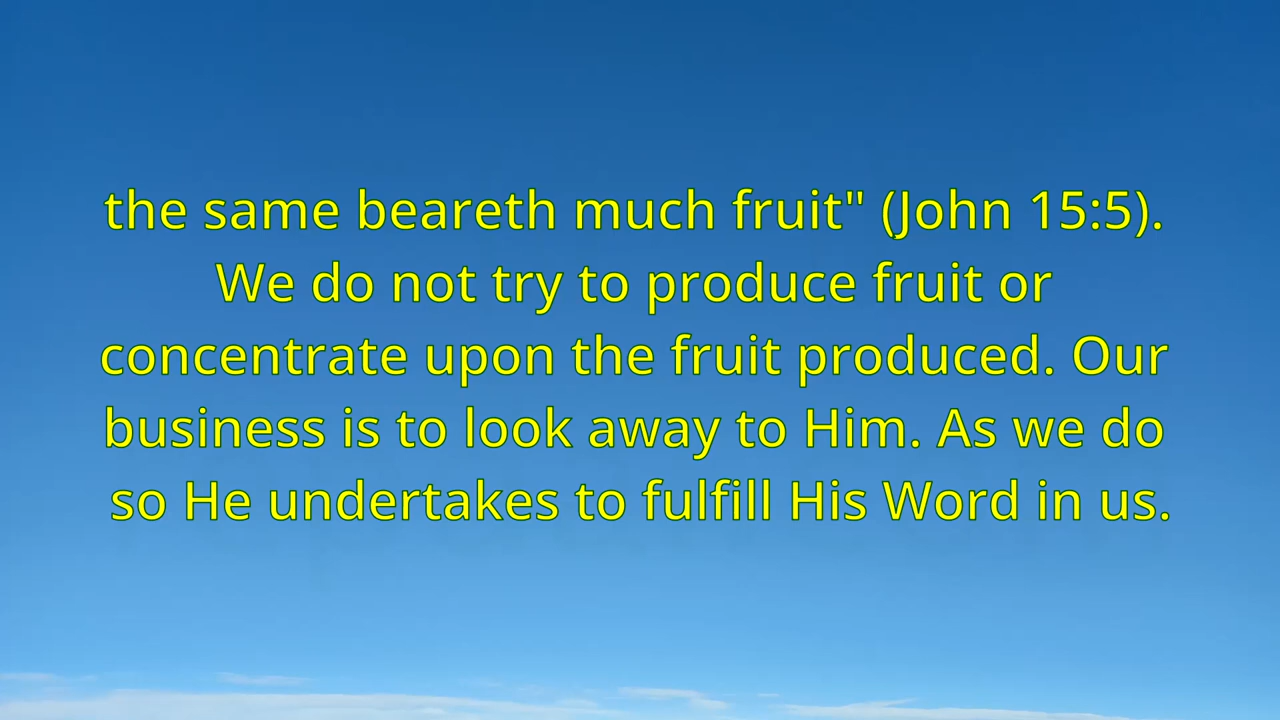 the same beareth much fruit" (John 15:5).
We do not try to produce fruit or
concentrate upon the fruit produced. Our
business is to look away to Him. As we do
so He undertakes to fulfill His Word in us.